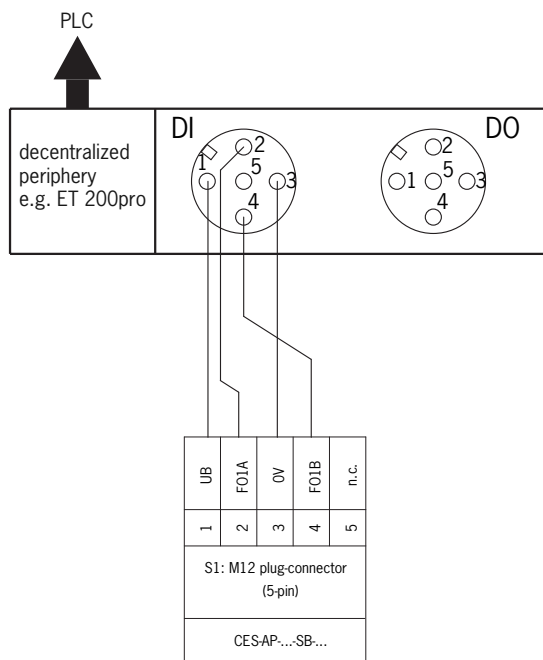 PLC
decentralized
periphery
e.g. ET 200pro
DI
1
2
5
3
4
DO
2
5
1
3
4
UB
FO1A
0V
FO1B
n.c.
1
2
3
4
5
S1: M12 plug-connector
(5-pin)
CES-AP-...-SB-...